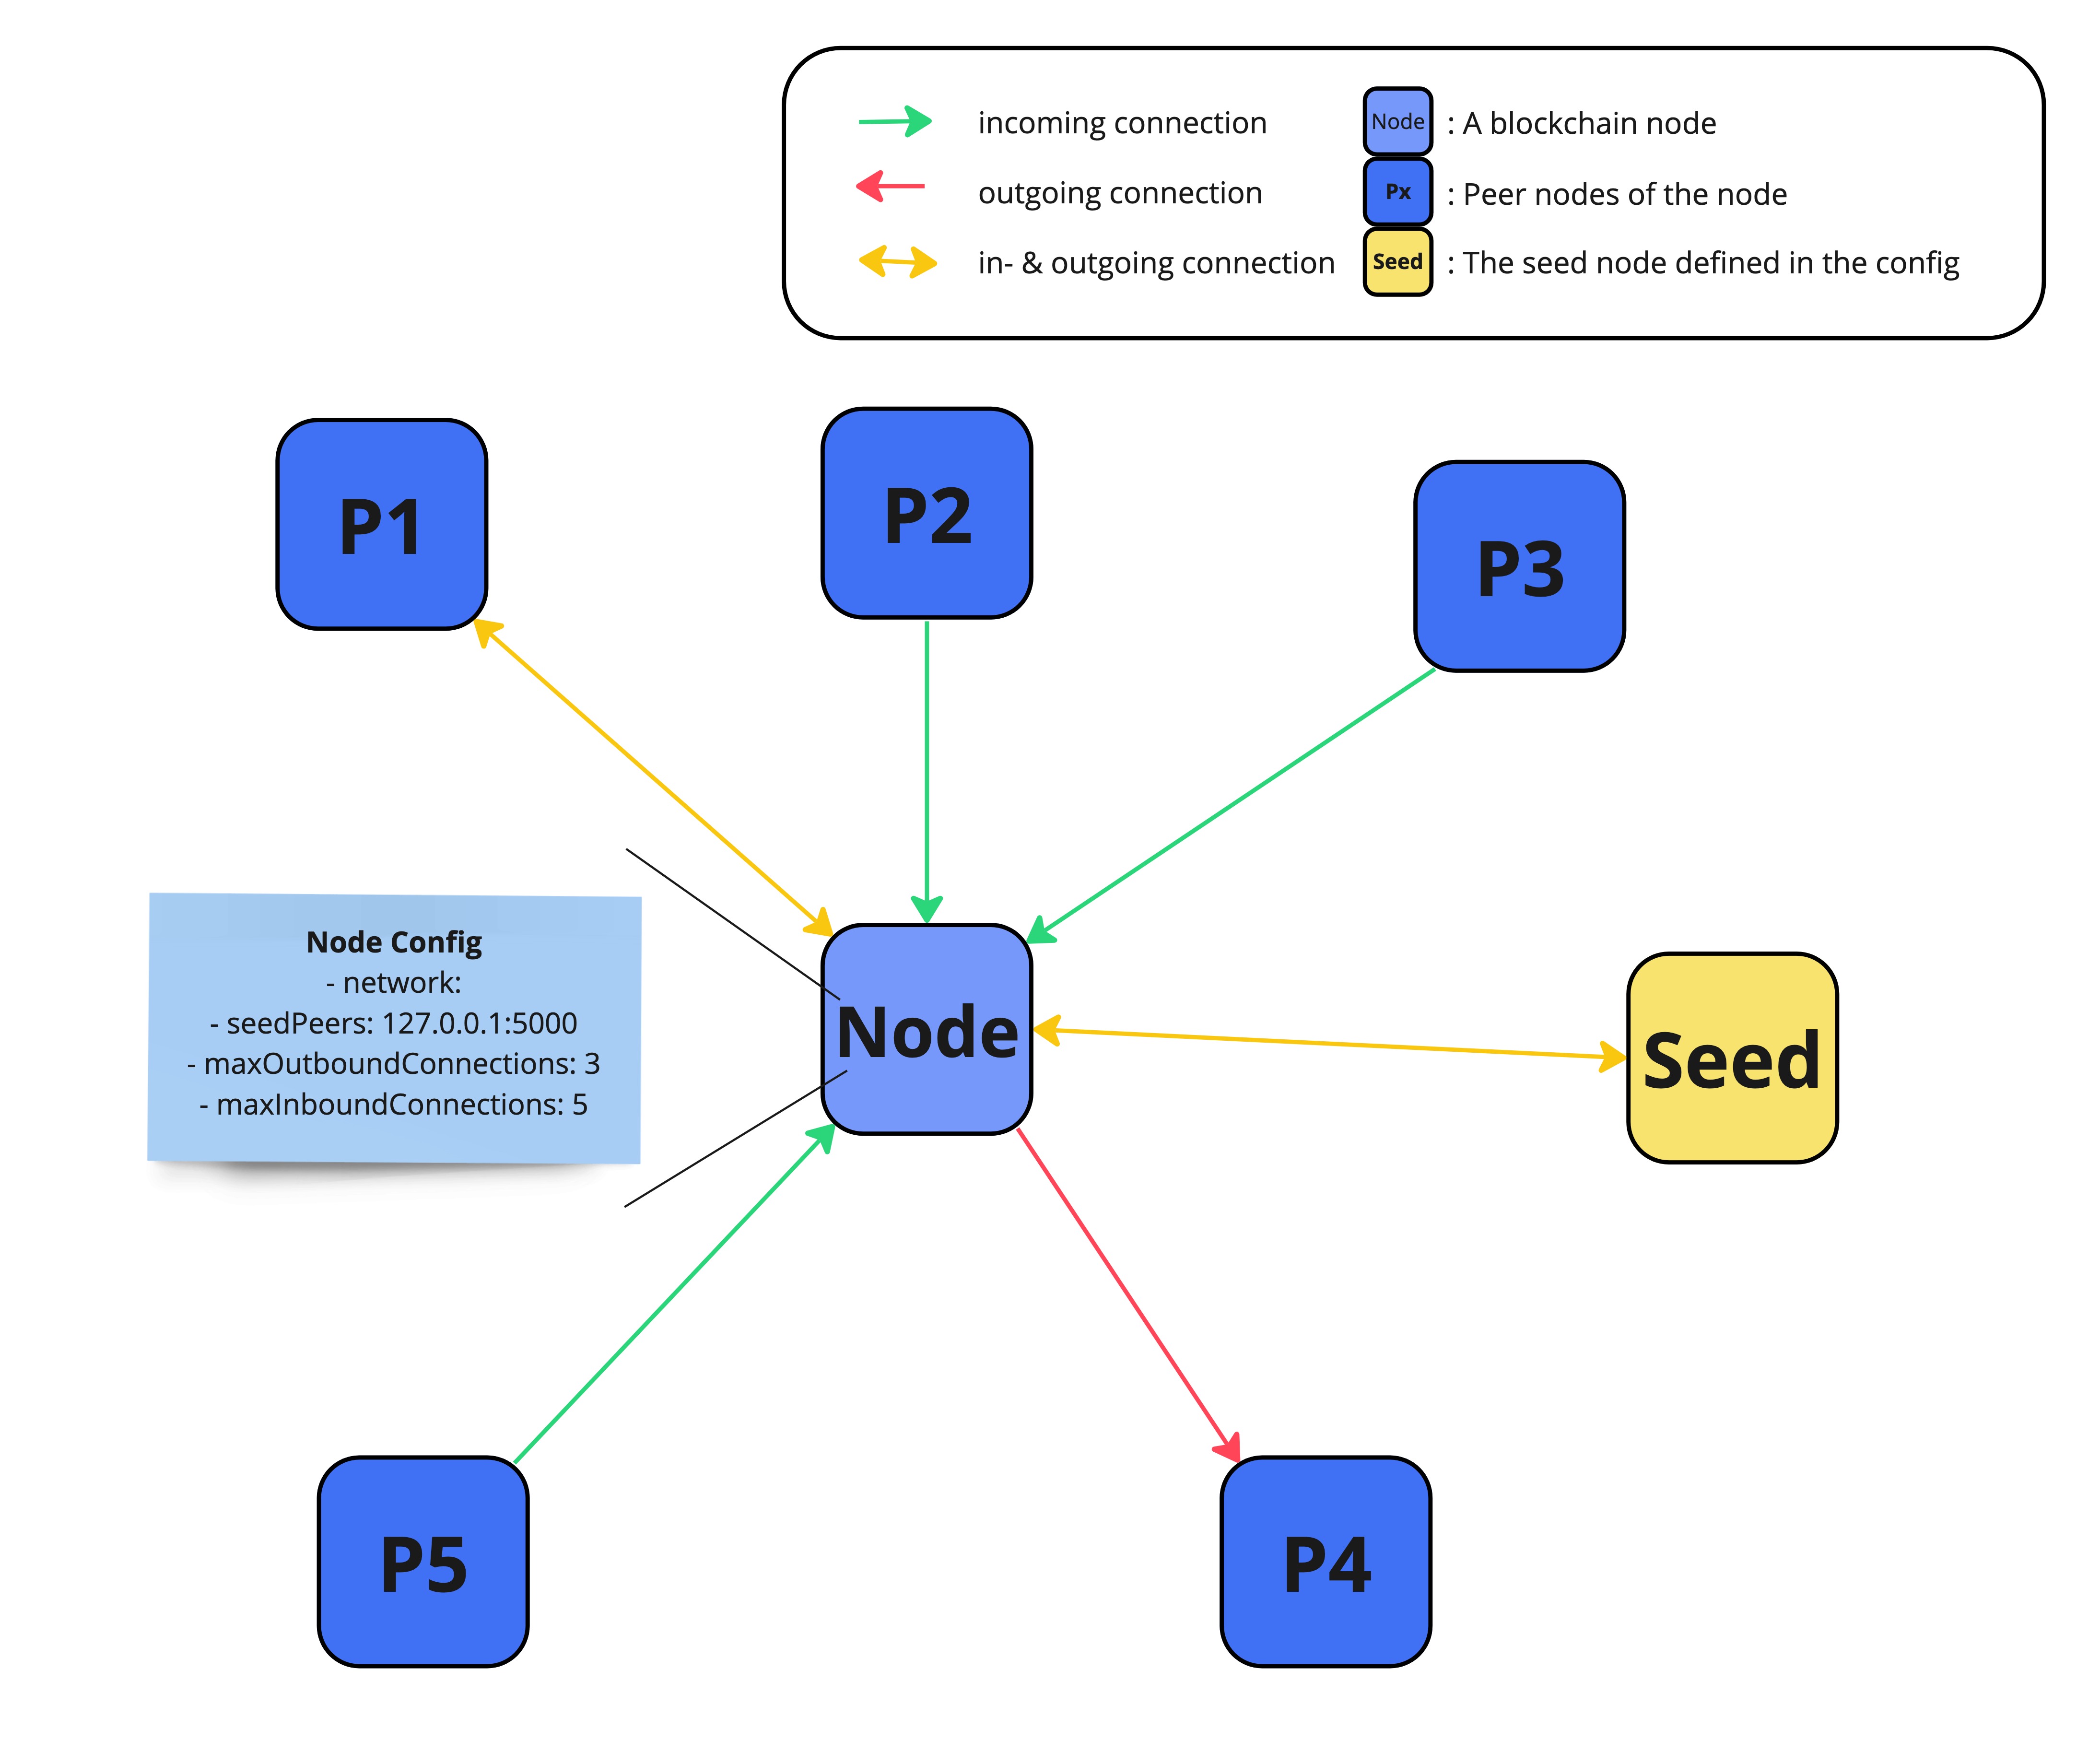 incoming connection
Node : A blockchain node
outgoing connection
Px : Peer nodes of the node
in- & outgoing connection
Seed : The seed node defined in the config
P1
P2
P3
Node Config
- network:
- seedPeers: 127.0.0.1:5000
- maxOutboundConnections: 3
- maxInboundConnections: 5
Node
Seed
P5
P4